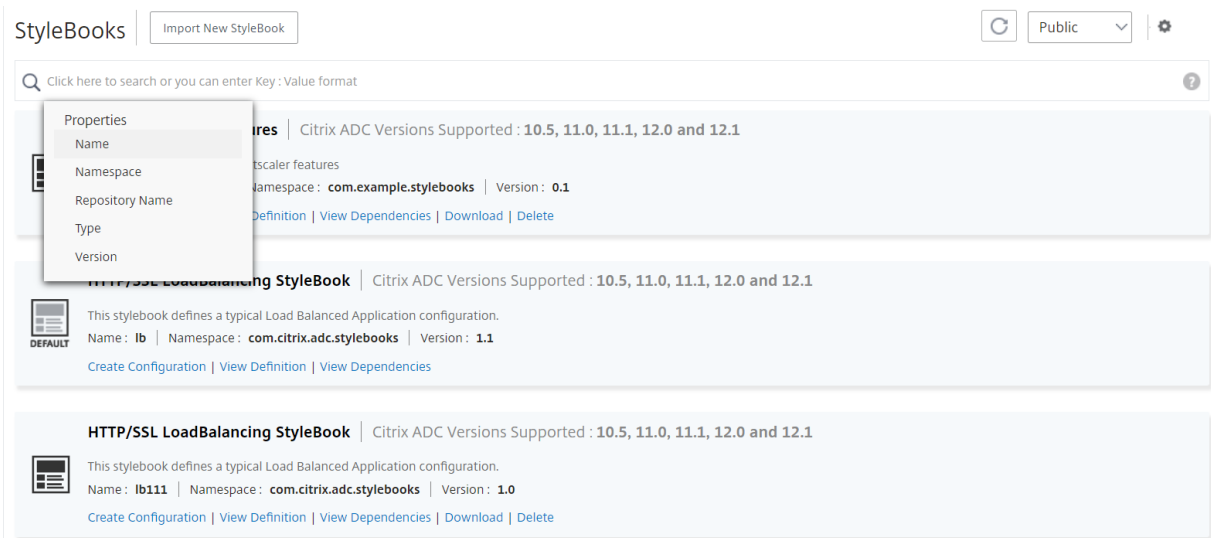 StyleBooks
Import New StyleBook
Public
Click here to search or you can enter Key : Value format
Properties
Name
Namespace
Repository Name
Type
Version
Citrix ADC Versions Supported : 10.5, 11.0, 11.1, 12.0 and 12.1
features
com.example.stylebooks | Version : 0.1
Definition | View Dependencies | Download | Delete
HTTP/SSL LoadBalancing StyleBook | Citrix ADC Versions Supported : 10.5, 11.0, 11.1, 12.0 and 12.1
DEFAULT
This stylebook defines a typical Load Balanced Application configuration.
Name : lb | Namespace : com.citrix.adc.stylebooks | Version : 1.1
Create Configuration | View Definition | View Dependencies
HTTP/SSL LoadBalancing StyleBook | Citrix ADC Versions Supported : 10.5, 11.0, 11.1, 12.0 and 12.1
This stylebook defines a typical Load Balanced Application configuration.
Name : lb111 | Namespace : com.citrix.adc.stylebooks | Version : 1.0
Create Configuration | View Definition | View Dependencies | Download | Delete